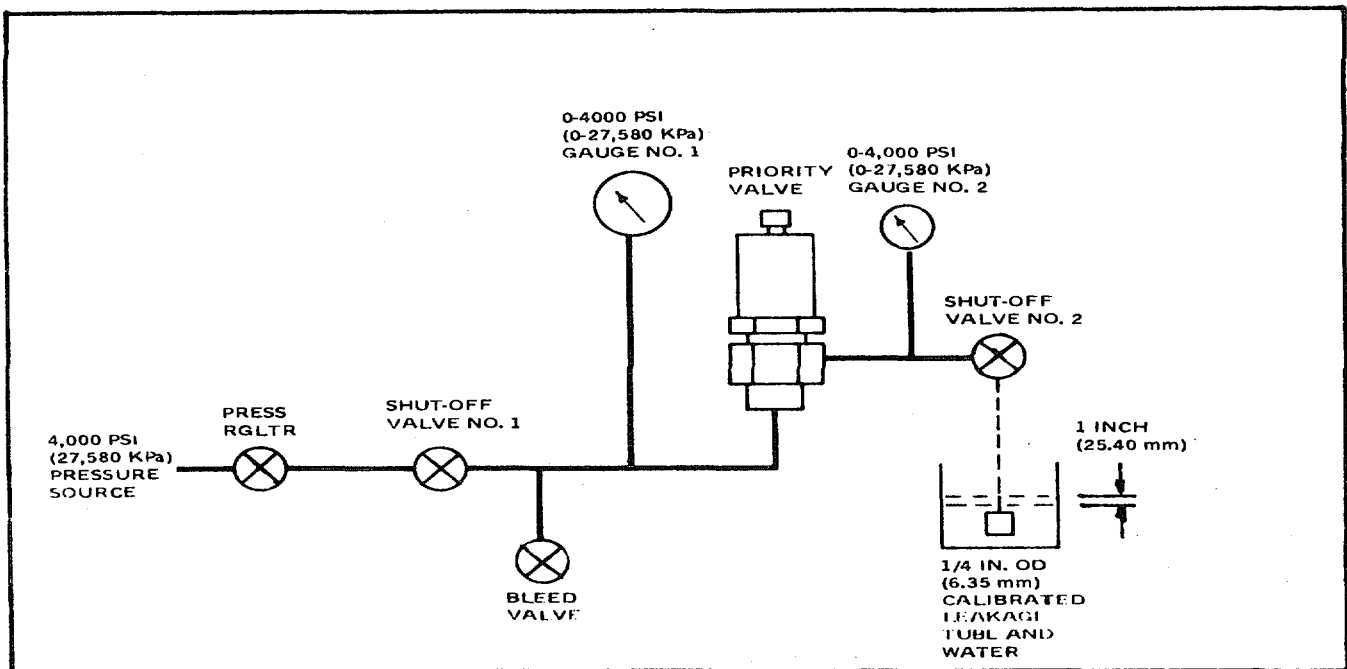 0-4000 PSI
(0-27,580 KPa)
GAUGE NO. 1
PRIORITY
VALVE
0-4,000 PSI
(0-27,580 KPa)
GAUGE NO. 2
SHUT-OFF
VALVE NO. 2
4,000 PSI
(27,580 KPa)
PRESSURE
SOURCE
PRESS
RGLTR
SHUT-OFF
VALVE NO. 1
BLEED
VALVE
1 INCH
(25.40 mm)
1/4 IN. OD
(6.35 mm)
CALIBRATED
LEAKAGI
TUBL AND
WATER